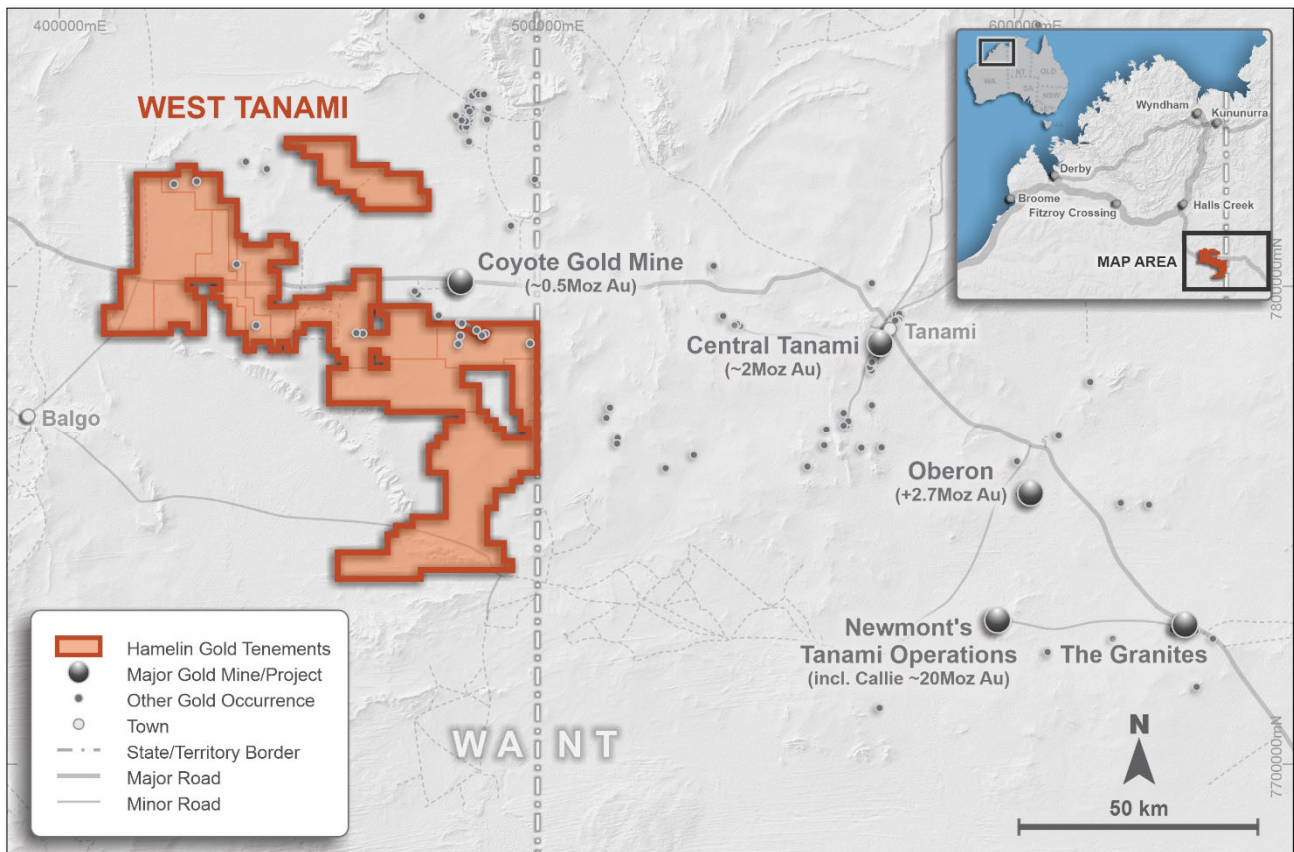 400000mE
500000mE
600000mE
WEST TANAMI
Coyote Gold Mine
(~0.5Moz Au)
Central Tanami
(~2Moz Au)
Tanami
Balgo
Oberon
(+2.7Moz Au)
Newmont's
Tanami Operations
(incl. Callie ~20Moz Au)
The Granites
WA NT
7800000mN
7700000mN
WA
NT
SA
QLD
NSW
Wyndham
Kununurra
Derby
Broome
Fitzroy Crossing
Halls Creek
MAP AREA
Hamelin Gold Tenements
Major Gold Mine/Project
Other Gold Occurrence
Town
State/Territory Border
Major Road
Minor Road
N
50 km